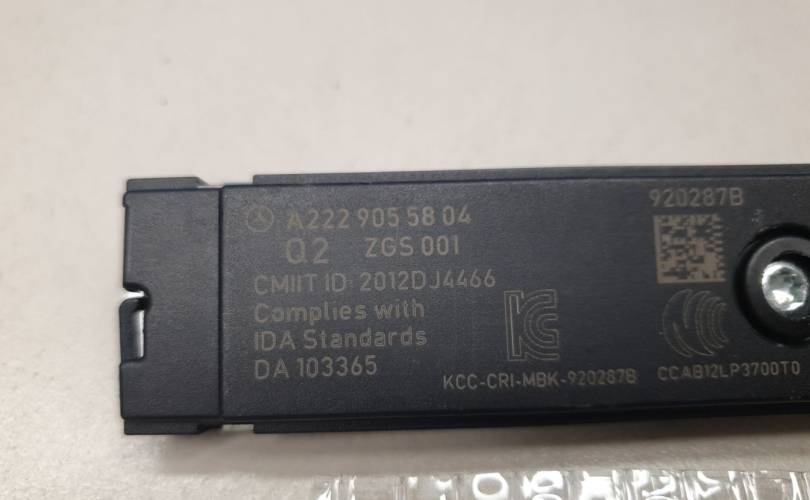 A222 905 58 04
Q2 ZGS 001
CMIIT ID: 2012DJ4466
Complies with
IDA Standards
DA 103365
920287B
KCC-CRI-MBK-920287B
CCAB12LP3700T0